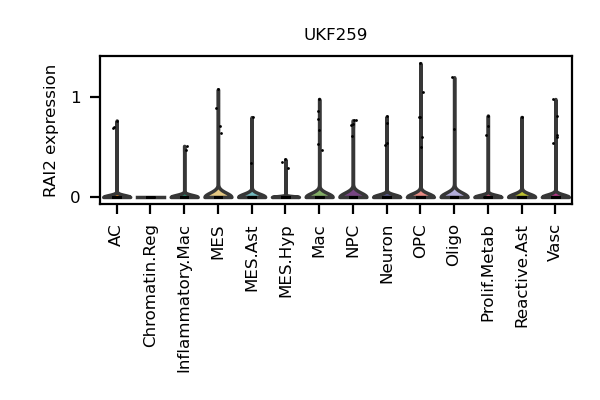 UKF259
RAI2 expression
1
0
AC
Chromatin.Reg
Inflammatory.Mac
MES
MES.Ast
MES.Hyp
Mac
NPC
Neuron
OPC
Oligo
Prolif.Metab
Reactive.Ast
Vasc